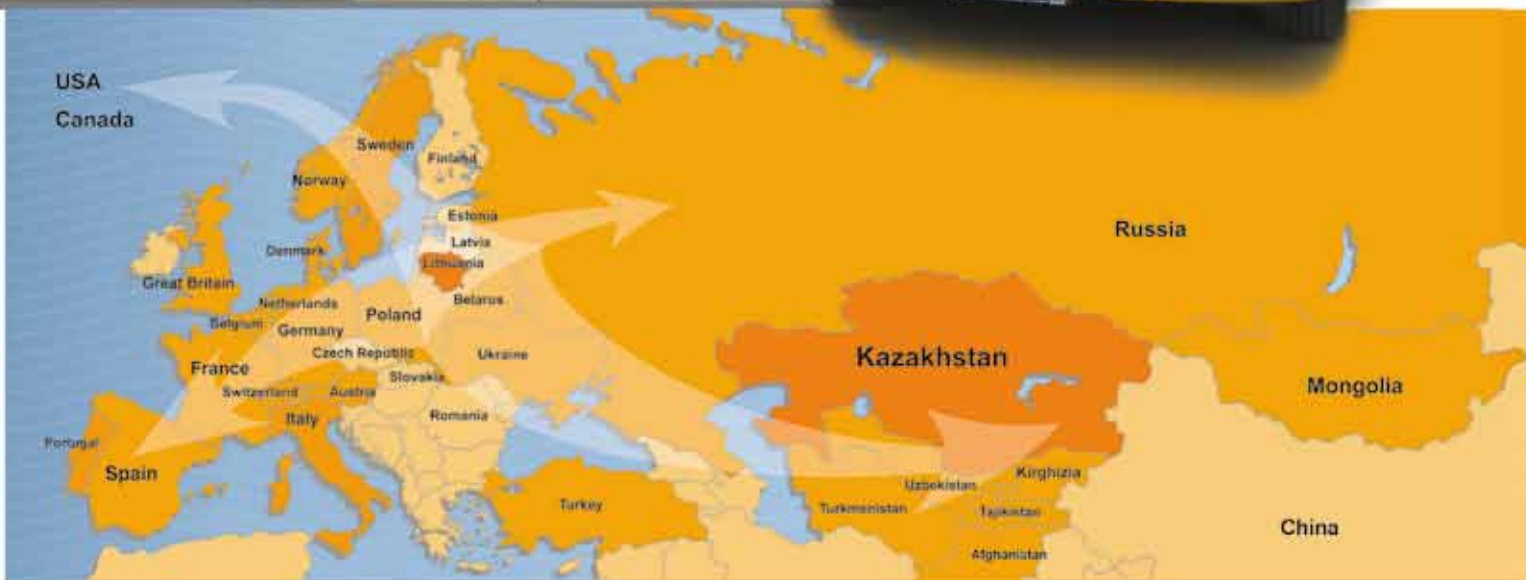 USA
Canada
Sweden
Finland
Norway
Estonia
Denmark
Latvia
Lithuania
Great Britain
Netherlands
Belarus
Belgium
Germany
Poland
France
Czech Republic
Ukraine
Switzerland
Austria
Slovakia
Italy
Romania
Portugal
Spain
Turkey
Russia
Kazakhstan
Mongolia
Kirghizia
Uzbekistan
Turkmenistan
Tajikistan
Afghanistan
China